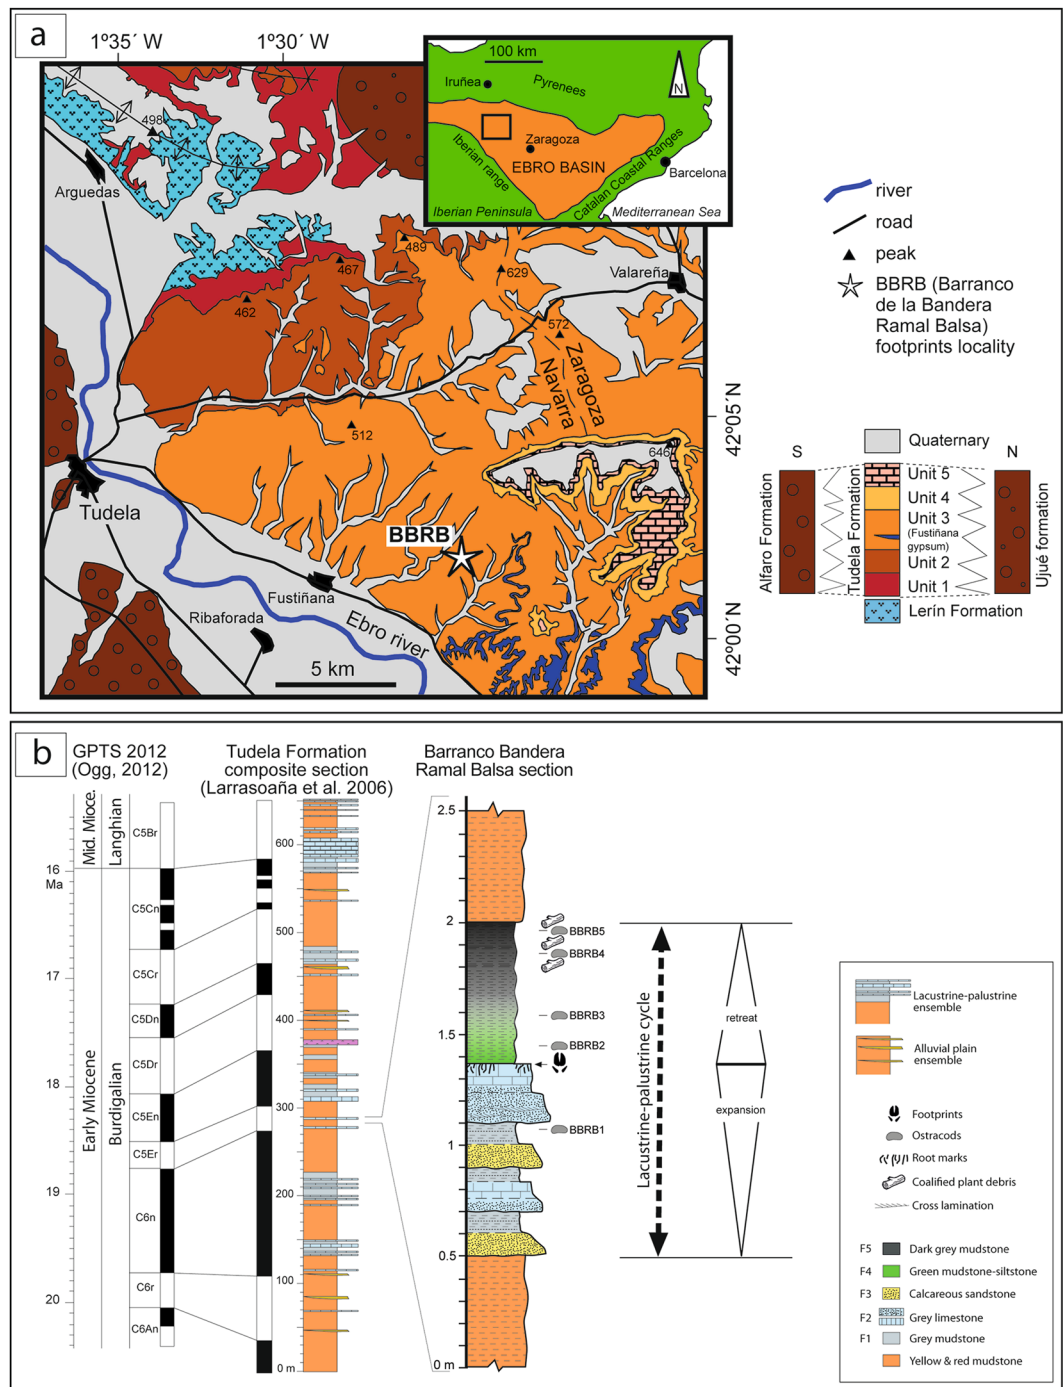 a
1º35´ W
1º30´ W
100 km
Iruñea
Pyrenees
N
Zaragoza
EBRO BASIN
Iberian range
Catalan Coastal Ranges
Barcelona
Iberian Peninsula
Mediterranean Sea
498
Arguedas
489
467
629
462
Valareña
572
Zaragoza
Navarra
512
646
42º05´N
Tudela
BBRB
Fustiñana
Ribaforada
Ebro river
5 km
42º00´N
river
road
peak
BBRB (Barranco
de la Bandera
Ramal Balsa)
footprints locality
Quaternary
S
N
Alfaro Formation
Tudela Formation
Unit 5
Unit 4
Unit 3
(Fustiñana
gypsum)
Unit 2
Unit 1
Ujué formation
Lerín Formation
b
GPTS 2012
(Ogg, 2012)
Tudela Formation
composite section
(Larrasoaña et al. 2006)
Barranco Bandera
Ramal Balsa section
Mid. Mioce.
Langhian
Early Miocene
Burdigalian
16
Ma
17
18
19
20
C5Br
C5Cn
C5Cr
C5Dn
C5Dr
C5En
C5Er
C6n
C6r
C6An
600
500
400
300
200
100
0 m
2.5
2
1.5
1
0.5
0 m
BBRB5
BBRB4
BBRB3
BBRB2
BBRB1
Lacustrine-palustrine cycle
retreat
expansion
Lacustrine-palustrine
ensemble
Alluvial plain
ensemble
Footprints
Ostracods
Root marks
Coalified plant debris
Cross lamination
F5 Dark grey mudstone
F4 Green mudstone-siltstone
F3 Calcareous sandstone
F2 Grey limestone
F1 Grey mudstone
Yellow & red mudstone